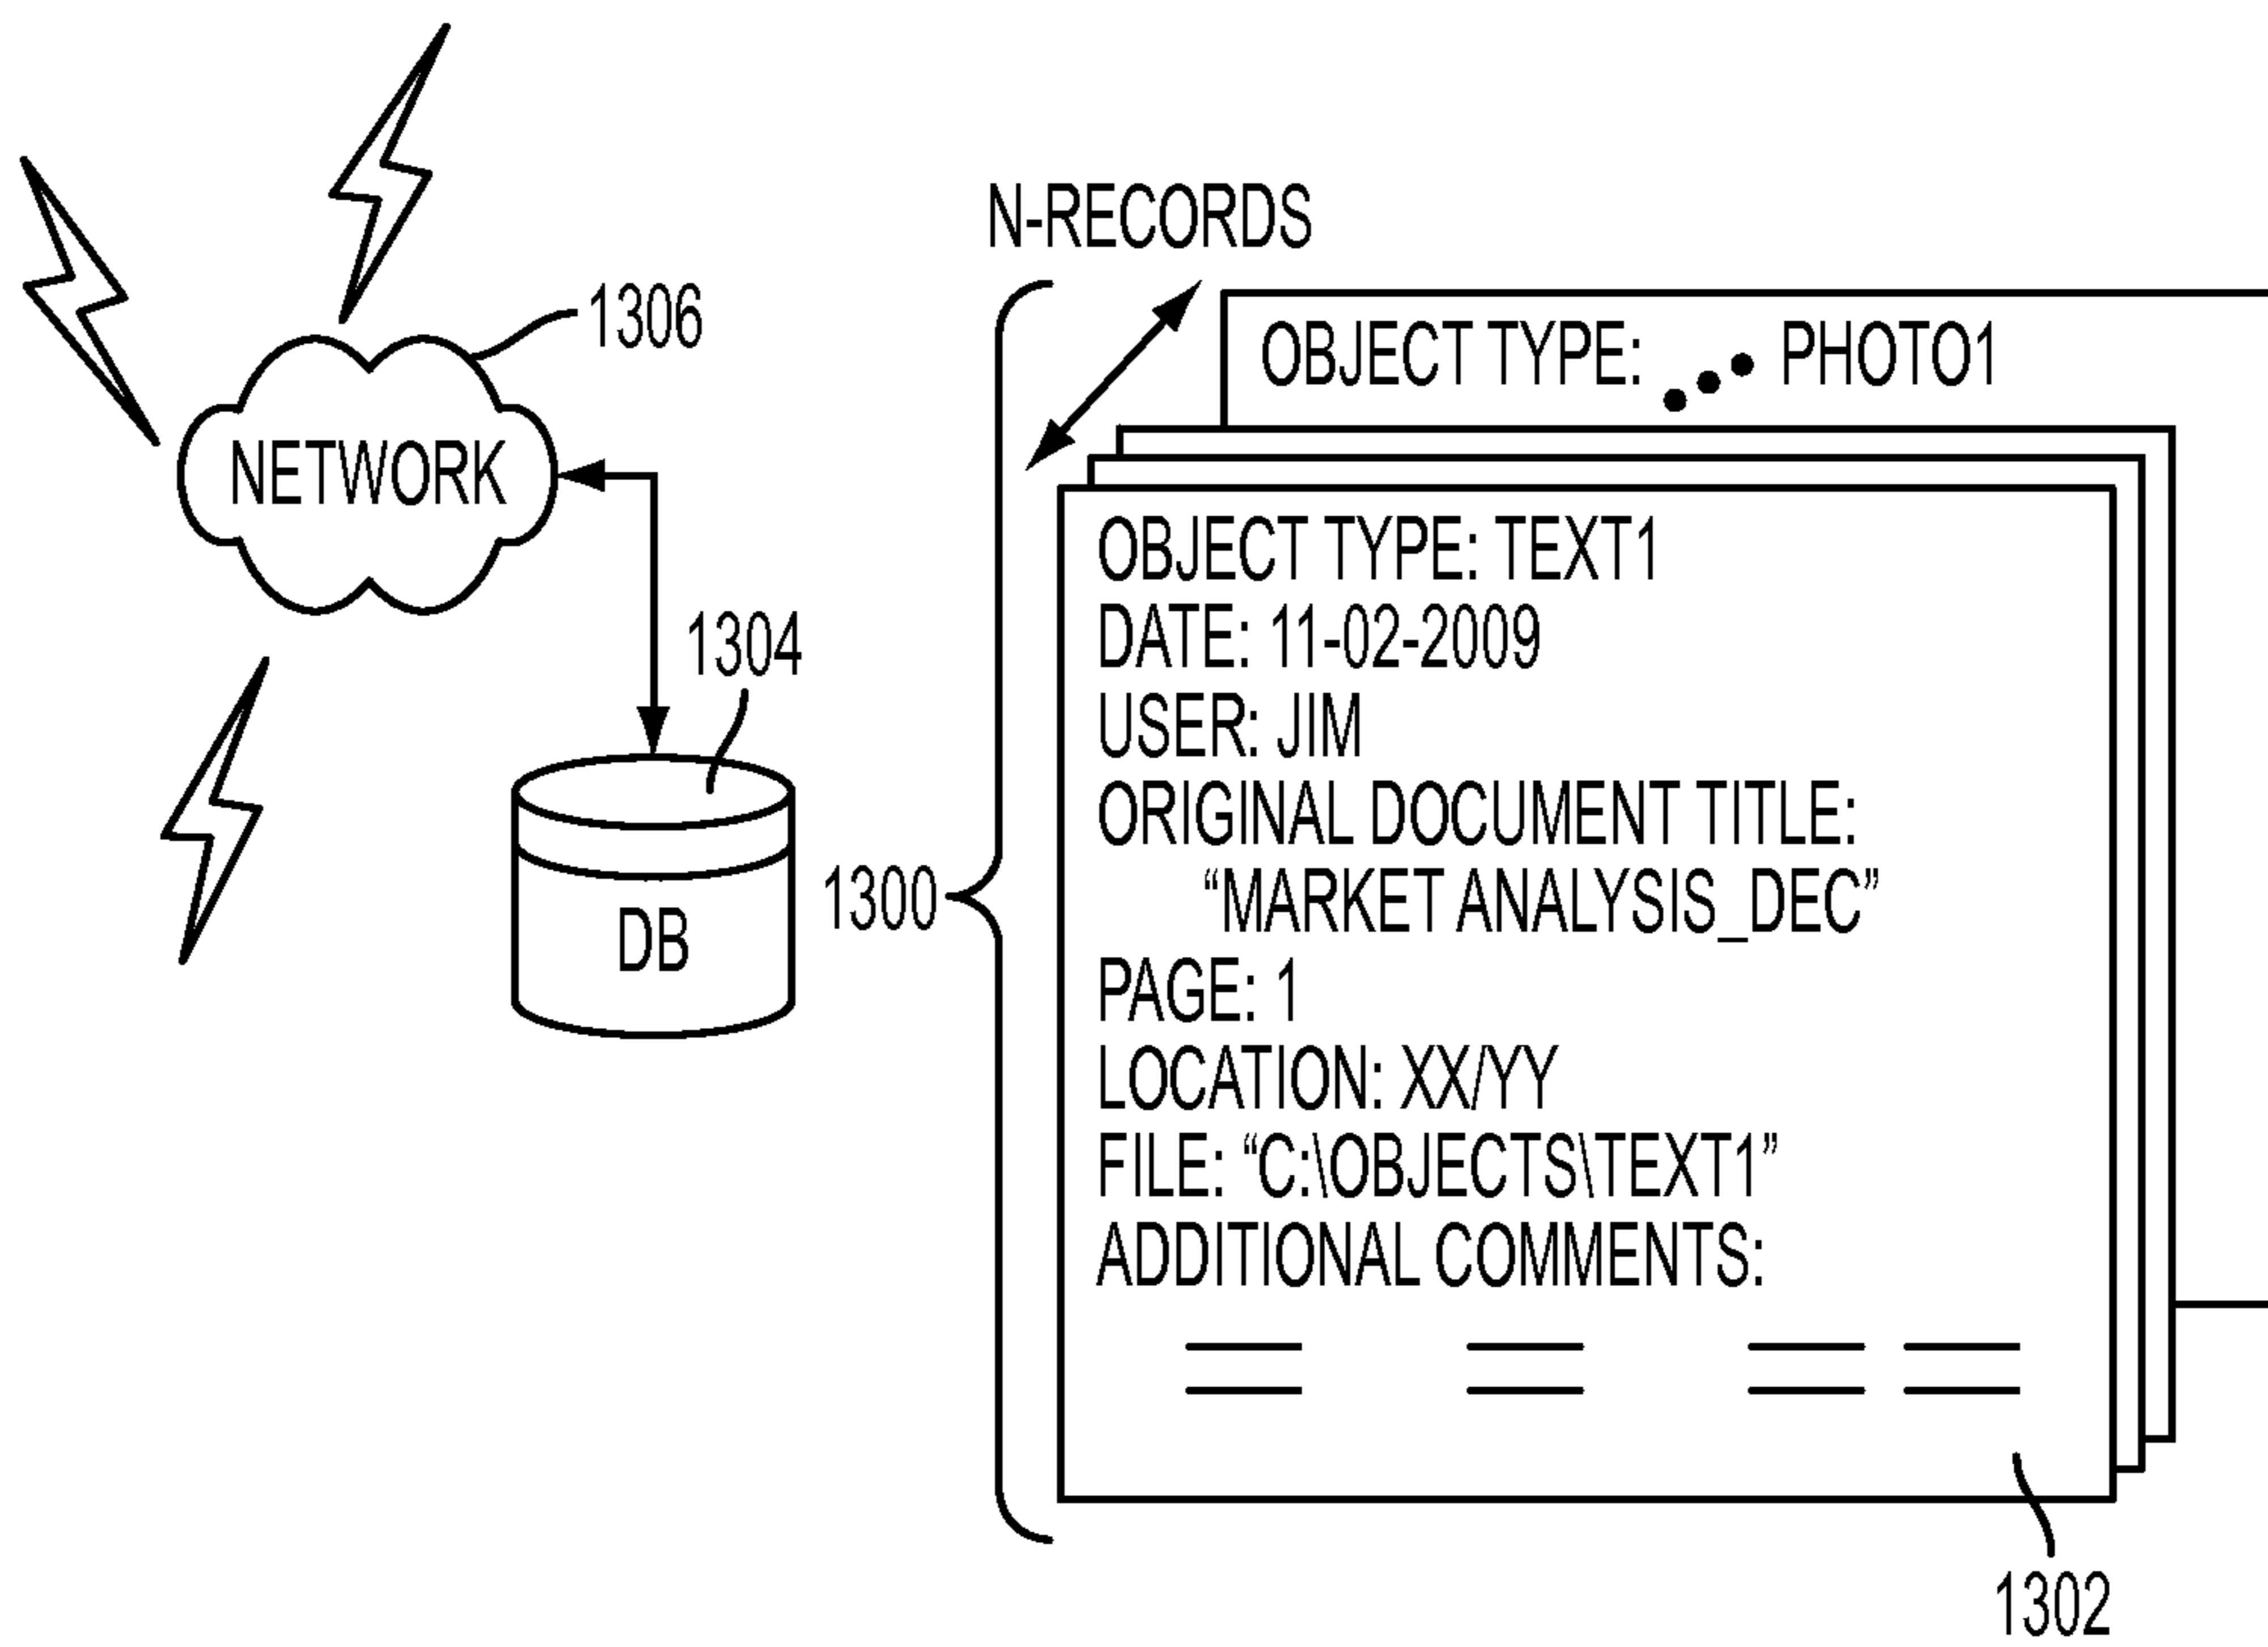 N-RECORDS
1306
OBJECT TYPE: PHOTO1
NETWORK
OBJECT TYPE: TEXT1
DATE: 11-02-2009
1304
USER: JIM
ORIGINAL DOCUMENT TITLE:
1300
“MARKET ANALYSIS_DEC”
DB
PAGE: 1
LOCATION: XX/YY
FILE: “C:\OBJECTS\TEXT1”
ADDITIONAL COMMENTS:
1302